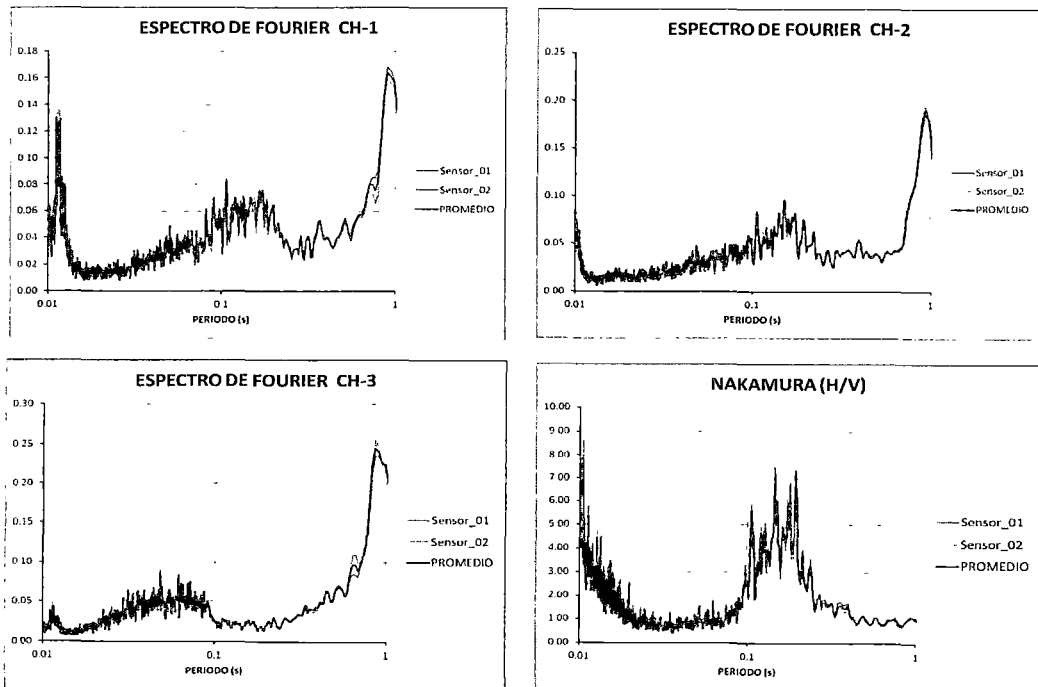 ESPECTRO DE FOURIER CH-1
0.18
0.16
0.14
0.12
0.10
0.08
0.06
0.04
0.02
0.00
0.01
0.1
1
PERIODO (s)
Sensor_01
Sensor_02
PROMEDIO
ESPECTRO DE FOURIER CH-2
0.25
0.20
0.15
0.10
0.05
0.00
0.01
0.1
1
PERIODO (s)
Sensor_01
Sensor_02
PROMEDIO
ESPECTRO DE FOURIER CH-3
0.30
0.25
0.20
0.15
0.10
0.05
0.00
0.01
0.1
1
PERIODO (s)
Sensor_01
Sensor_02
PROMEDIO
NAKAMURA (H/V)
10.00
9.00
8.00
7.00
6.00
5.00
4.00
3.00
2.00
1.00
0.00
0.01
0.1
1
PERIODO (s)
Sensor_01
Sensor_02
PROMEDIO